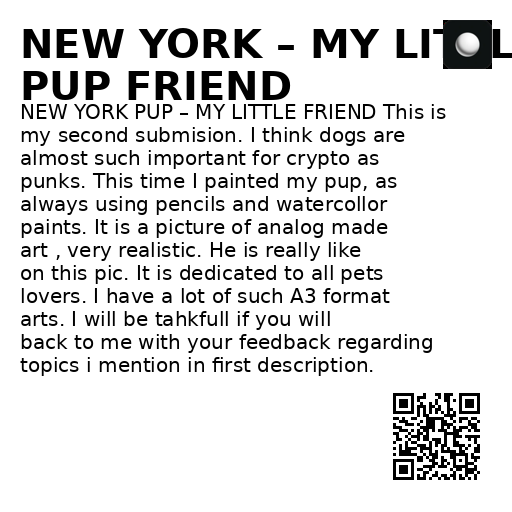 NEW YORK – MY LIT L
PUP FRIEND
NEW YORK PUP – MY LITTLE FRIEND This is
my second submision. I think dogs are
almost such important for crypto as
punks. This time I painted my pup, as
always using pencils and watercollor
paints. It is a picture of analog made
art , very realistic. He is really like
on this pic. It is dedicated to all pets
lovers. I have a lot of such A3 format
arts. I will be tahkfull if you will
back to me with your feedback regarding
topics i mention in first description.